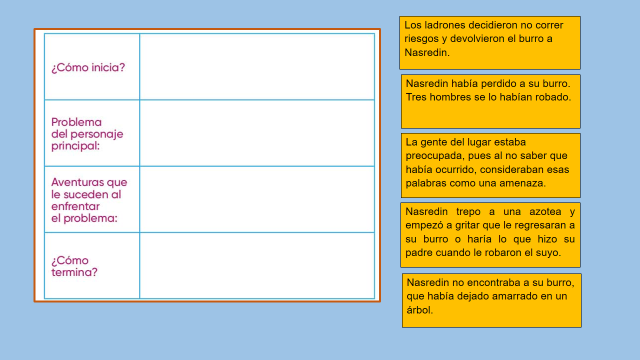 ¿Cómo inicia?
Problema
del personaje
principal:
Aventuras que
le suceden al
enfrentar
el problema:
¿Cómo
termina?
Los ladrones decidieron no correr
riesgos y devolvieron el burro a
Nasredin.
Nasredin había perdido a su burro.
Tres hombres se lo habían robado.
La gente del lugar estaba
preocupada, pues al no saber que
había ocurrido, consideraban esas
palabras como una amenaza.
Nasredin trepo a una azotea y
empezó a gritar que le regresaran a
su burro o haría lo que hizo su
padre cuando le robaron el suyo.
Nasredin no encontraba a su burro,
que había dejado amarrado en un
árbol.